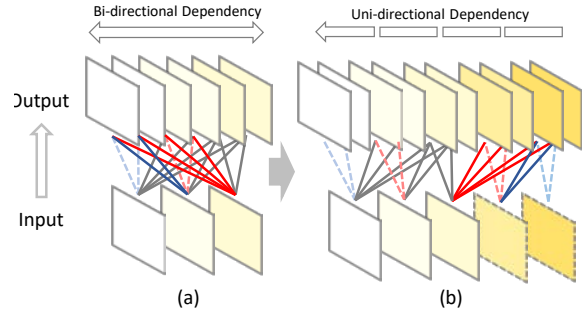 Bi-directional Dependency
Uni-directional Dependency
Output
Input
(a)
(b)